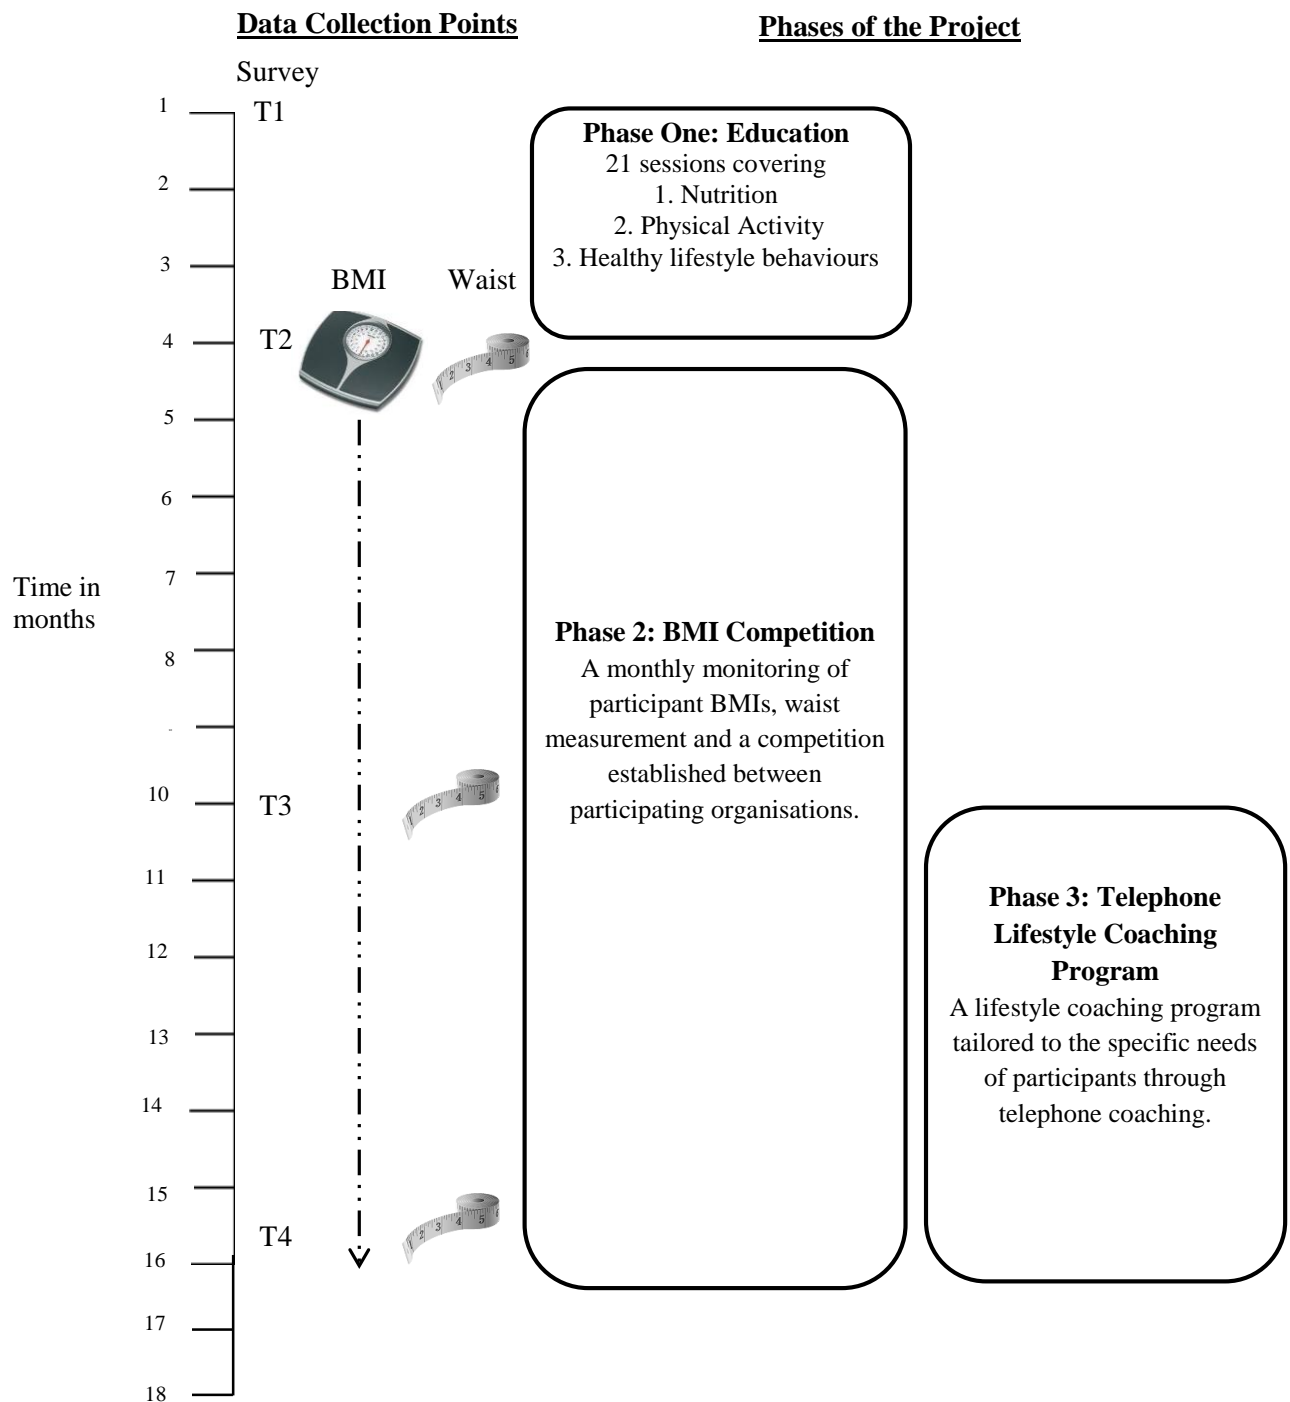 Data Collection Points
Phases of the Project
Survey
1
T1
Phase One: Education
21 sessions covering
1. Nutrition
2. Physical Activity
3. Healthy lifestyle behaviours
2
3
BMI
Waist
4
T2
5
6
7
Time in
months
8
Phase 2: BMI Competition
A monthly monitoring of
participant BMIs, waist
measurement and a competition
established between
participating organisations.
10
T3
11
12
13
14
15
T4
16
17
18
Phase 3: Telephone
Lifestyle Coaching
Program
A lifestyle coaching program
tailored to the specific needs
of participants through
telephone coaching.